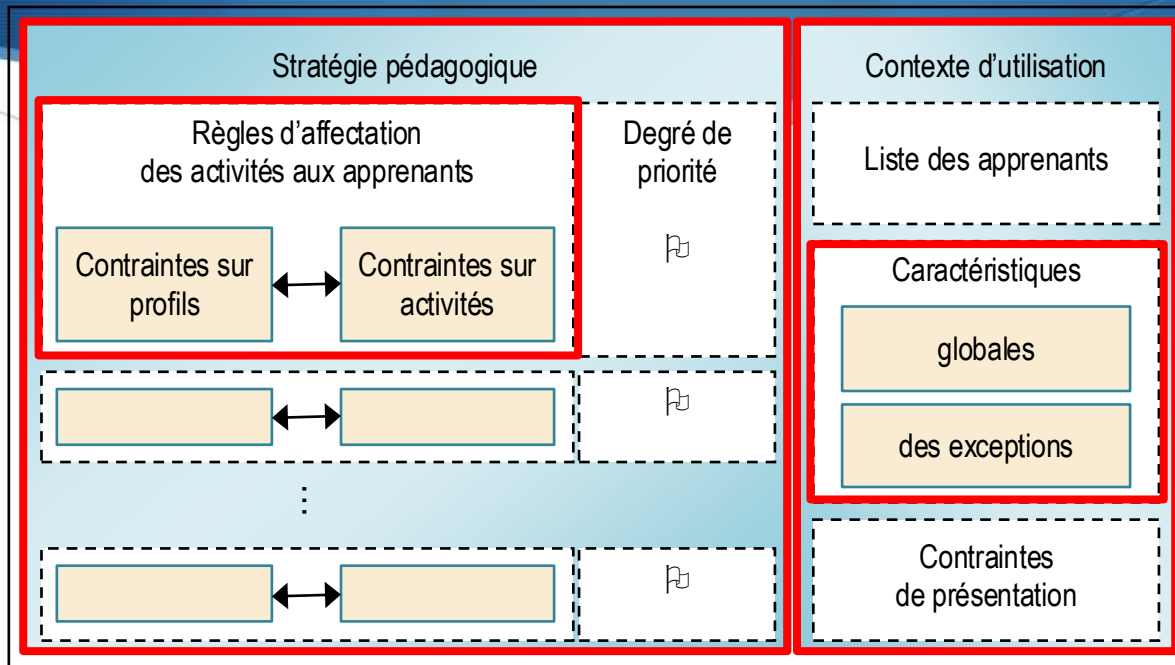 Stratégie pédagogique
Règles d’affectation
des activités aux apprenants
Degré de
priorité
Contraintes sur
profils
Contraintes sur
activités
⋮
Contexte d’utilisation
Liste des apprenants
Caractéristiques
globales
des exceptions
Contraintes
de présentation